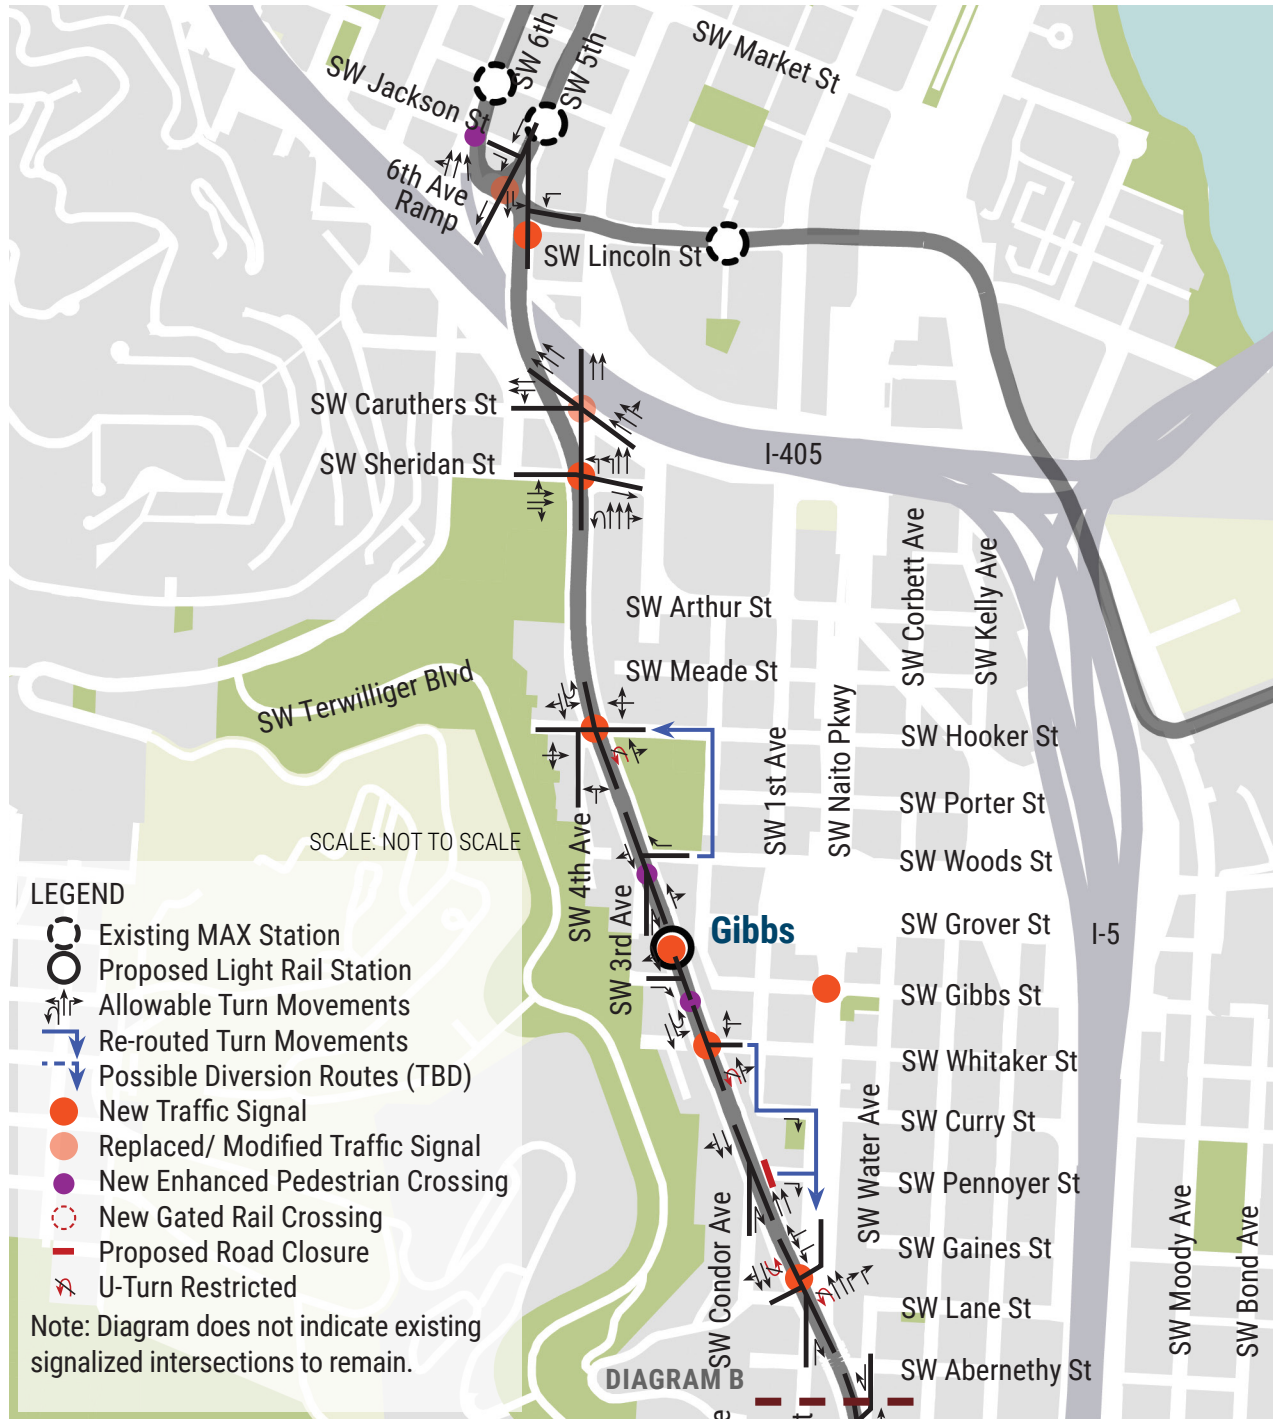 SW 6th
SW 5th
SW Market St
SW Jackson St
6th Ave
Ramp
SW Lincoln St
SW Caruthers St
SW Sheridan St
I-405
SW Corbett Ave
SW Kelly Ave
SW Arthur St
SW Meade St
SW Terwilliger Blvd
SW Naito Pkwy
SW 1st Ave
SW Hooker St
SW Porter St
SCALE: NOT TO SCALE
SW 4th Ave
SW Woods St
SW 3rd Ave
Gibbs
SW Grover St
I-5
SW Gibbs St
SW Whitaker St
SW Water Ave
SW Curry St
SW Pennoyer St
SW Condor Ave
SW Gaines St
SW Moody Ave
SW Bond Ave
SW Lane St
SW Abernethy St
DIAGRAM B
e
t
LEGEND
Existing MAX Station
Proposed Light Rail Station
Allowable Turn Movements
Re-routed Turn Movements
Possible Diversion Routes (TBD)
New Traffic Signal
Replaced/ Modified Traffic Signal
New Enhanced Pedestrian Crossing
New Gated Rail Crossing
Proposed Road Closure
U-Turn Restricted
Note: Diagram does not indicate existing
signalized intersections to remain.